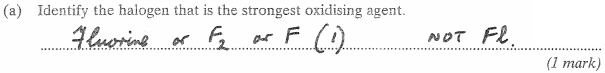 (a) Identify the halogen that is the strongest oxidising agent.
Fluorine or F₂ or F (1) NOT Fl.
(1 mark)